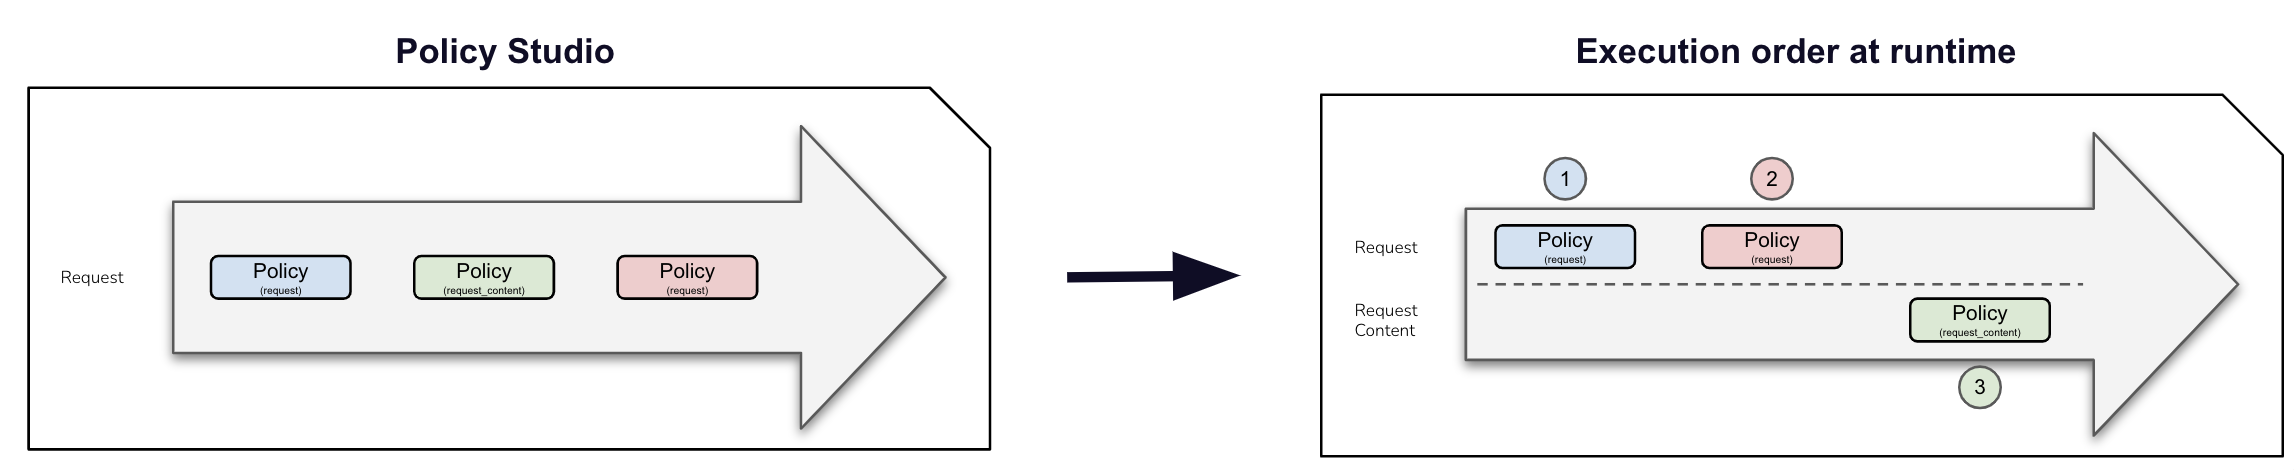 Policy Studio
Request
Policy
(request)
Policy
(request_content)
Policy
(request)
Execution order at runtime
1
2
Request
Policy
(request)
Policy
(request)
Request
Content
Policy
(request_content)
3